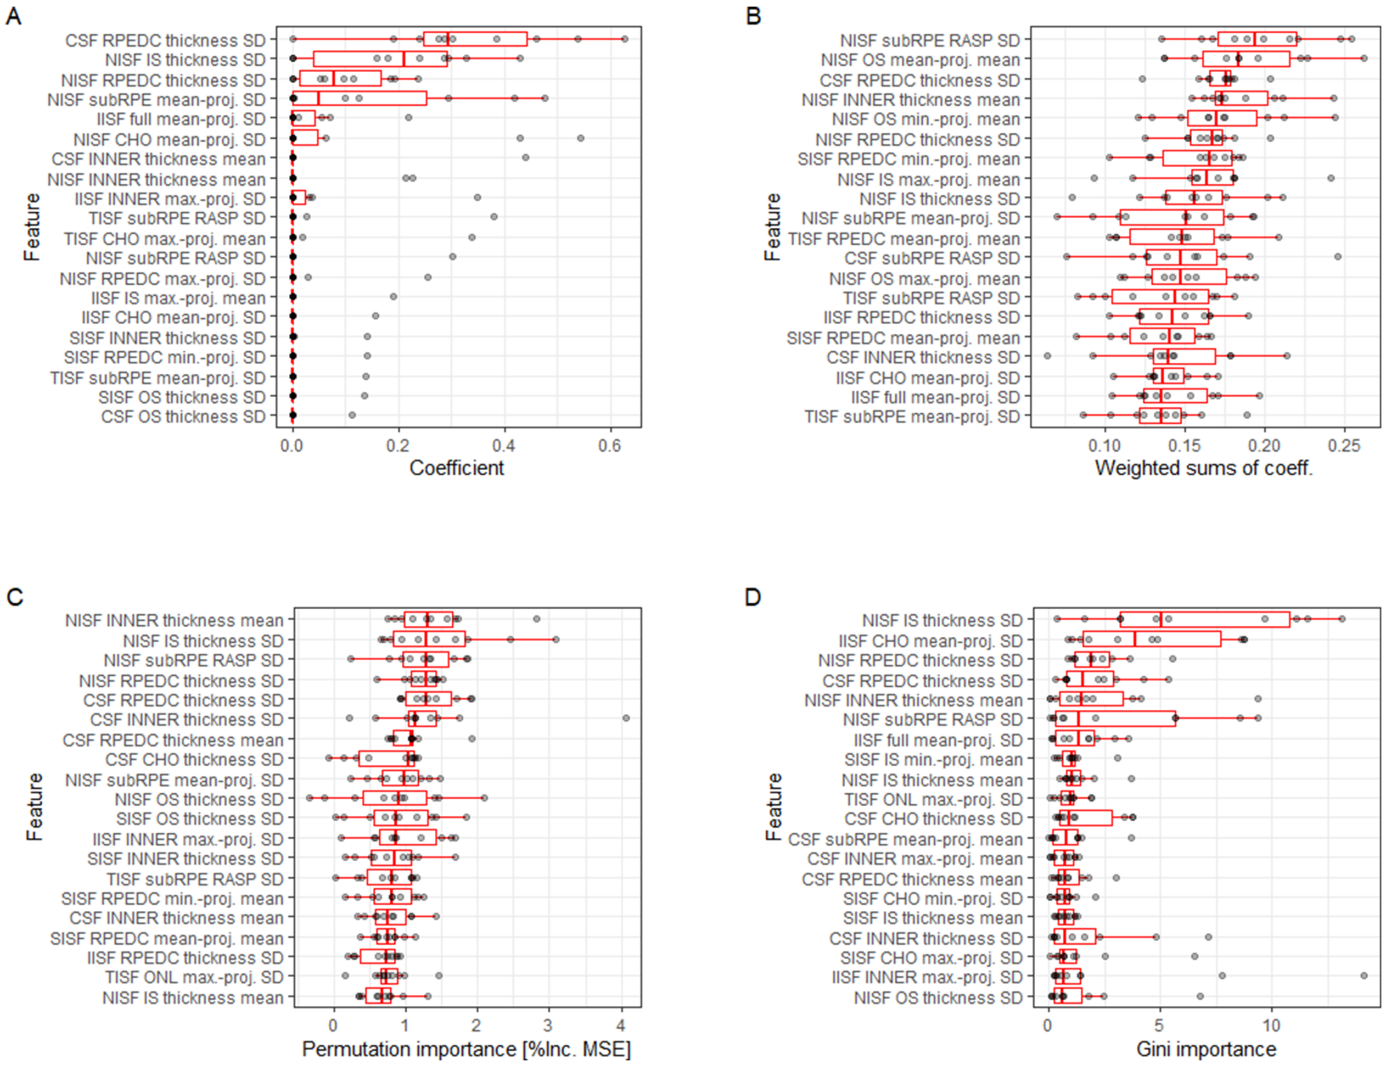 A
CSF RPEDC thickness SD
NISF IS thickness SD
NISF RPEDC thickness SD
NISF subRPE mean-proj. SD
IISF full mean-proj. SD
NISF CHO mean-proj. SD
CSF INNER thickness mean
NISF INNER thickness mean
IISF INNER max.-proj. SD
TISF subRPE RASP SD
TISF CHO max.-proj. mean
NISF subRPE RASP SD
NISF RPEDC max.-proj. SD
IISF IS max.-proj. mean
IISF CHO mean-proj. SD
SISF INNER thickness SD
SISF RPEDC min.-proj. SD
TISF subRPE mean-proj. SD
SISF OS thickness SD
CSF OS thickness SD
Feature
0.0 0.2 0.4 0.6
Coefficient
B
NISF subRPE RASP SD
NISF OS mean-proj. mean
CSF RPEDC thickness SD
NISF INNER thickness mean
NISF OS min.-proj. mean
NISF RPEDC thickness SD
SISF RPEDC min.-proj. mean
NISF IS max.-proj. mean
NISF IS thickness SD
NISF subRPE mean-proj. SD
TISF RPEDC mean-proj. mean
CSF subRPE RASP SD
NISF OS max.-proj. mean
TISF subRPE RASP SD
IISF RPEDC thickness SD
SISF RPEDC mean-proj. mean
CSF INNER thickness SD
IISF CHO mean-proj. SD
IISF full mean-proj. SD
TISF subRPE mean-proj. SD
Feature
0.10 0.15 0.20 0.25
Weighted sums of coeff.
C
NISF INNER thickness mean
NISF IS thickness SD
NISF subRPE RASP SD
NISF RPEDC thickness SD
CSF RPEDC thickness SD
CSF INNER thickness SD
CSF RPEDC thickness mean
CSF CHO thickness SD
NISF subRPE mean-proj. SD
NISF OS thickness SD
SISF OS thickness SD
IISF INNER max.-proj. SD
SISF INNER thickness SD
TISF subRPE RASP SD
SISF RPEDC min.-proj. mean
CSF INNER thickness mean
SISF RPEDC mean-proj. mean
IISF RPEDC thickness SD
TISF ONL max.-proj. SD
NISF IS thickness mean
Feature
0 1 2 3 4
Permutation importance [%Inc. MSE]
D
NISF IS thickness SD
IISF CHO mean-proj. SD
NISF RPEDC thickness SD
CSF RPEDC thickness SD
NISF INNER thickness mean
NISF subRPE RASP SD
IISF full mean-proj. SD
SISF IS min.-proj. mean
NISF IS thickness mean
TISF ONL max.-proj. SD
CSF CHO thickness SD
CSF subRPE mean-proj. mean
CSF INNER max.-proj. mean
CSF RPEDC thickness mean
SISF CHO min.-proj. SD
SISF IS thickness mean
CSF INNER thickness SD
SISF CHO max.-proj. SD
IISF INNER max.-proj. SD
NISF OS thickness SD
Feature
0 5 10
Gini importance